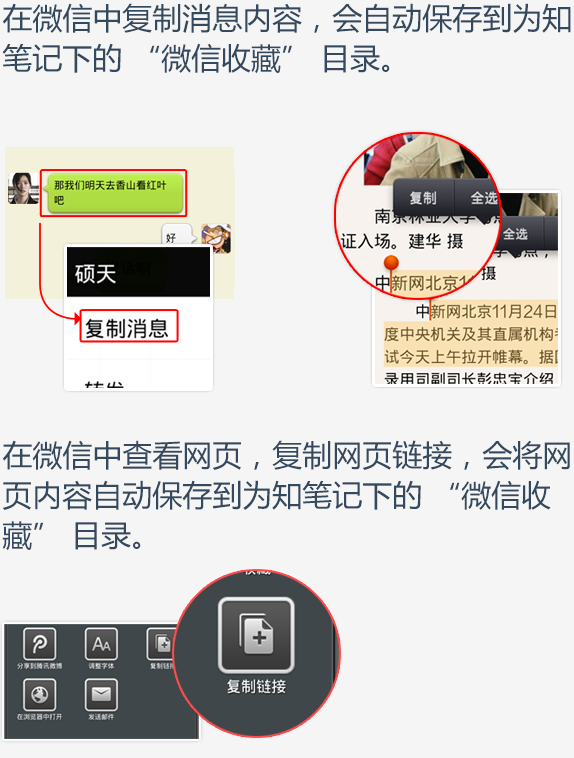 在微信中复制消息内容，会自动保存到为知
笔记下的 “微信收藏” 目录。
那我们明天去香山看红叶
吧
好
硕天
复制消息
转发
复制 全选
南京林业大学考点
证入场。建华 摄
中新网北京11
全选
摄
中新网北京11月24日
度中央机关及其直属机构考
试今天上午拉开帷幕。据国
录用司副司长彭忠宝介绍
在微信中查看网页，复制网页链接，会将网
页内容自动保存到为知笔记下的 “微信收
藏” 目录。
收藏
分享到腾讯微博 调整字体 复制链接
在浏览器中打开 发送邮件
复制链接